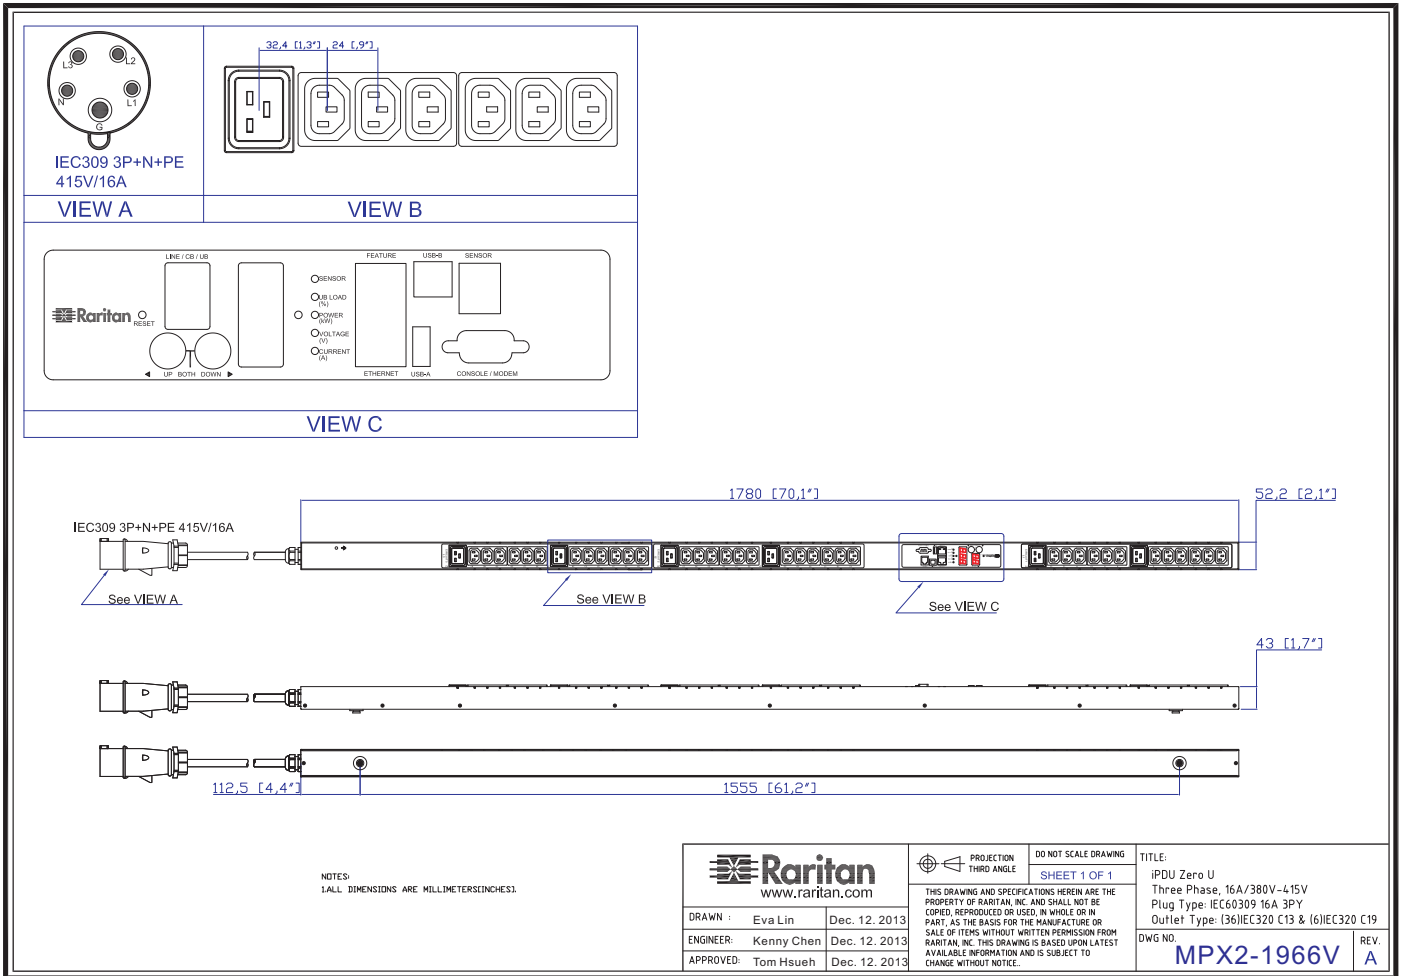 L3
L2
N
L1
G
IEC309 3P+N+PE
415V/16A
VIEW A
32,4 [1,3"]
24 [,9"]
VIEW B
LINE / CB / UB
Raritan
RESET
UP BOTH DOWN
SENSOR
UB LOAD
(%)
POWER
(kW)
VOLTAGE
(V)
CURRENT
(A)
FEATURE
ETHERNET
USB-B
USB-A
SENSOR
CONSOLE / MODEM
VIEW C
1780 [70,1"]
52,2 [2,1"]
IEC309 3P+N+PE 415V/16A
See VIEW A
See VIEW B
See VIEW C
43 [1,7"]
112,5 [4,4"]
1555 [61,2"]
NOTES:
1.ALL DIMENSIONS ARE MILLIMETERS[INCHES].
Raritan
www.raritan.com
DRAWN : Eva Lin Dec. 12. 2013
ENGINEER: Kenny Chen Dec. 12. 2013
APPROVED: Tom Hsueh Dec. 12. 2013
PROJECTION
THIRD ANGLE
DO NOT SCALE DRAWING
SHEET 1 OF 1
THIS DRAWING AND SPECIFICATIONS HEREIN ARE THE
PROPERTY OF RARITAN, INC. AND SHALL NOT BE
COPIED, REPRODUCED OR USED, IN WHOLE OR IN
PART, AS THE BASIS FOR THE MANUFACTURE OR
SALE OF ITEMS WITHOUT WRITTEN PERMISSION FROM
RARITAN, INC. THIS DRAWING IS BASED UPON LATEST
AVAILABLE INFORMATION AND IS SUBJECT TO
CHANGE WITHOUT NOTICE..
TITLE:
iPDU Zero U
Three Phase, 16A/380V-415V
Plug Type: IEC60309 16A 3PY
Outlet Type: (36)IEC320 C13 & (6)IEC320 C19
DWG NO. MPX2-1966V
REV.
A